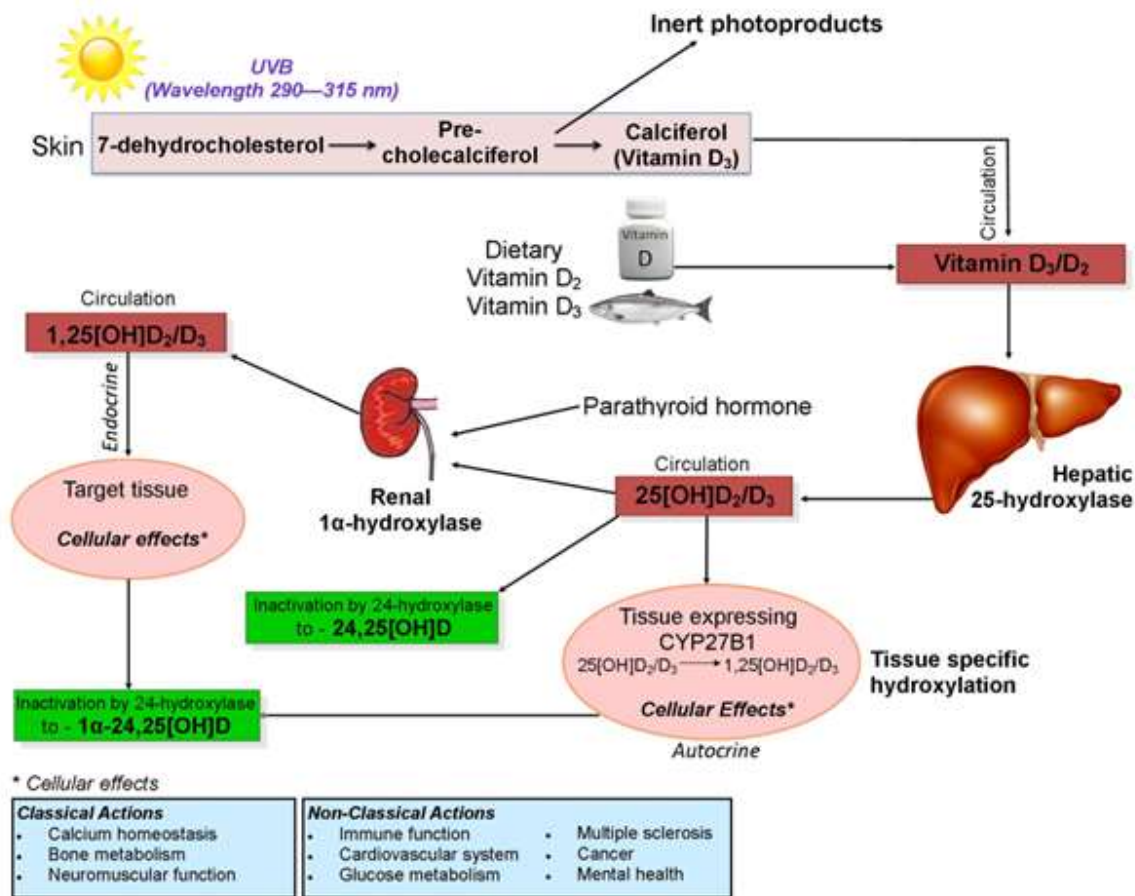 Inert photoproducts
UVB
(Wavelength 290—315 nm)
Skin
7-dehydrocholesterol
Pre-
cholecalciferol
Calciferol
(Vitamin D₃)
Circulation
Dietary
Vitamin D₂
Vitamin D₃
Vitamin
D
Vitamin D₃/D₂
Circulation
1,25[OH]D₂/D₃
Endocrine
Parathyroid hormone
Renal
1α-hydroxylase
Circulation
25[OH]D₂/D₃
Hepatic
25-hydroxylase
Target tissue
Cellular effects*
Inactivation by 24-hydroxylase
to - 24,25[OH]D
Tissue expressing
CYP27B1
25[OH]D₂/D₃ 1,25[OH]D₂/D₃
Cellular Effects*
Autocrine
Tissue specific
hydroxylation
Inactivation by 24-hydroxylase
to - 1α-24,25[OH]D
* Cellular effects
Classical Actions
• Calcium homeostasis
• Bone metabolism
• Neuromuscular function
Non-Classical Actions
• Immune function
• Cardiovascular system
• Glucose metabolism
• Multiple sclerosis
• Cancer
• Mental health